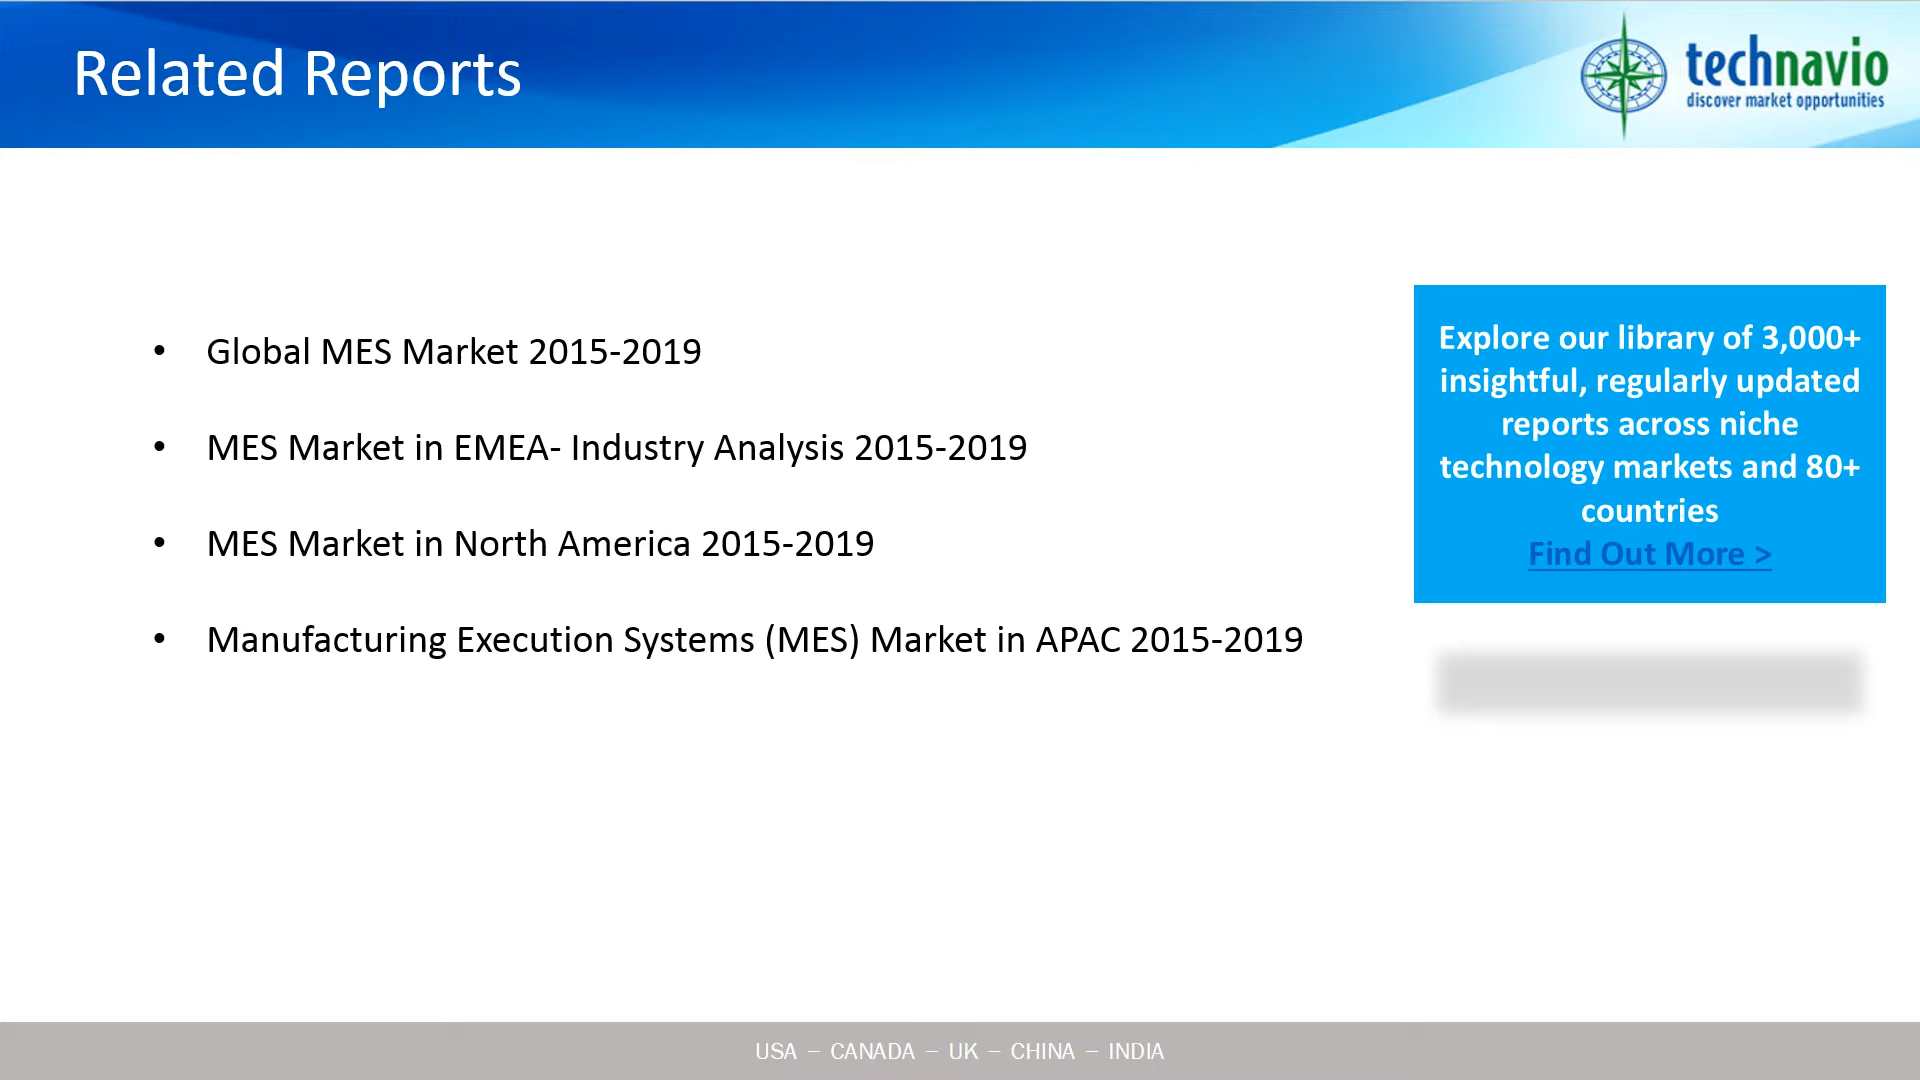 Related Reports
technavio
discover market opportunities
• Global MES Market 2015-2019
• MES Market in EMEA- Industry Analysis 2015-2019
• MES Market in North America 2015-2019
• Manufacturing Execution Systems (MES) Market in APAC 2015-2019
Explore our library of 3,000+
insightful, regularly updated
reports across niche
technology markets and 80+
countries
Find Out More >
USA – CANADA – UK – CHINA – INDIA